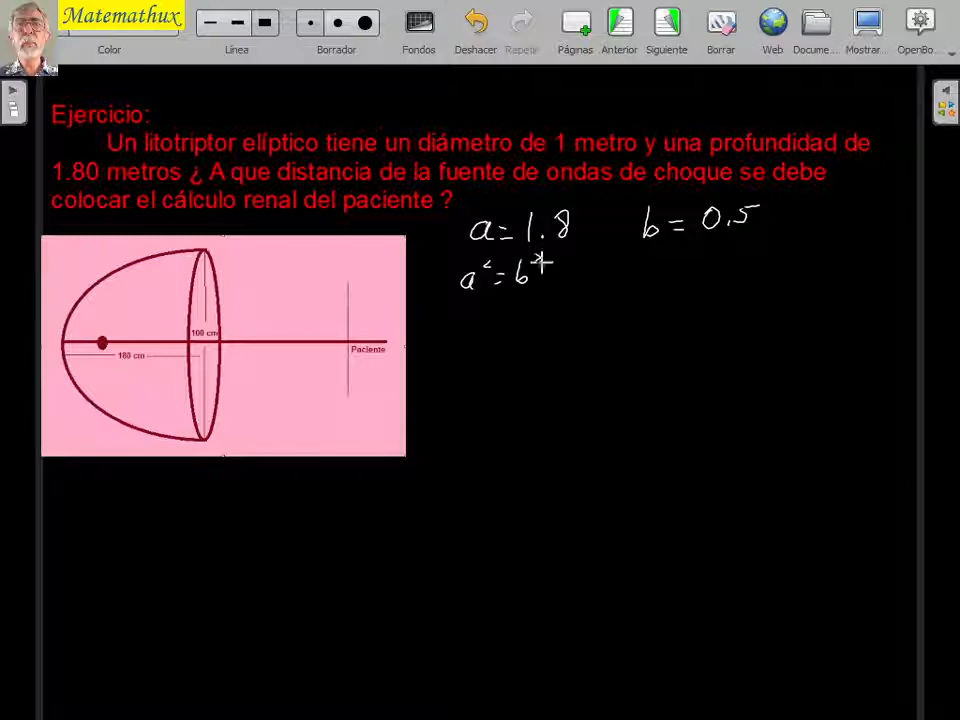 Matemathux
Color
Línea
Borrador
Fondos
Deshacer
Repetir
Páginas
Anterior
Siguiente
Borrar
Web
Docume...
Mostrar...
OpenBo...
Ejercicio:
Un litotriptor elíptico tiene un diámetro de 1 metro y una profundidad de
1.80 metros ¿ A que distancia de la fuente de ondas de choque se debe
colocar el cálculo renal del paciente ?
a=1.8 b=0.5
a²=b²+
100 cm
Paciente
180 cm